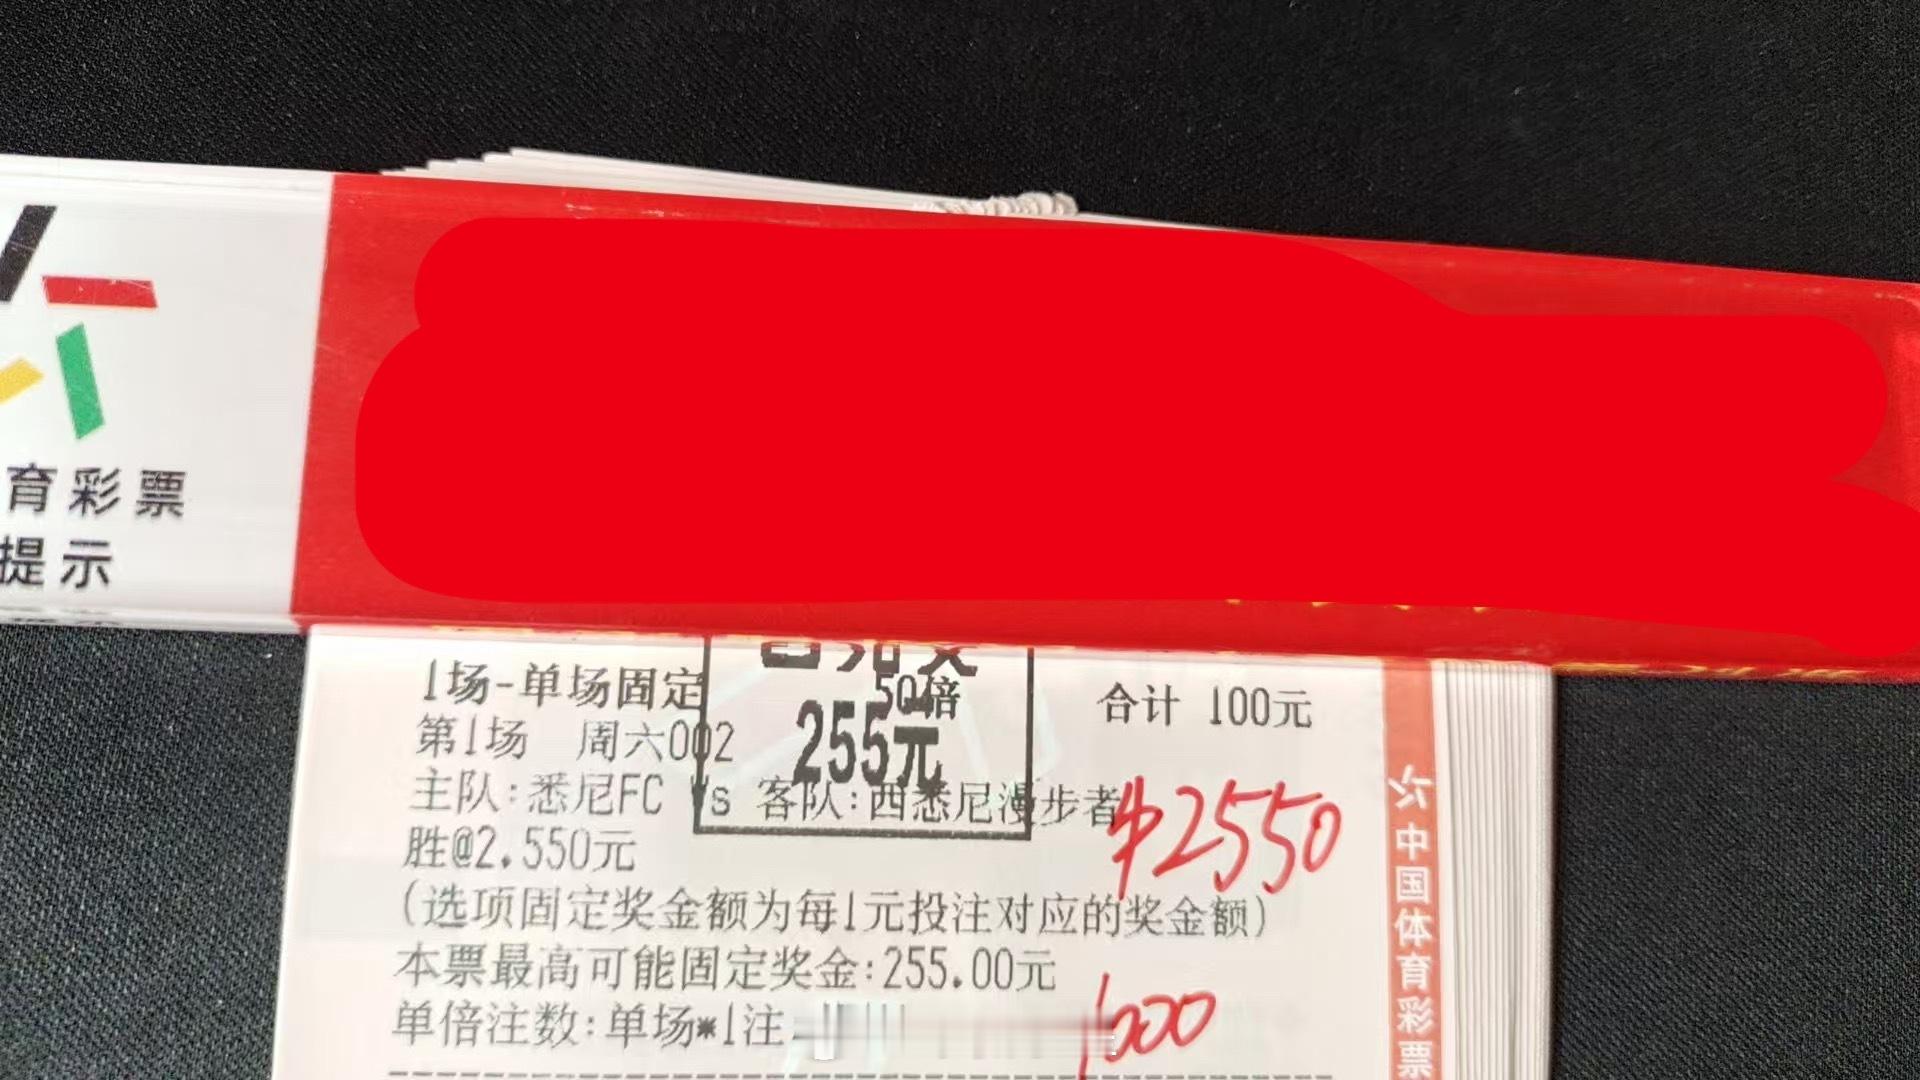 育彩票
提示
1场-单场固定
50倍
合计 100元
255元
第1场 周六002
主队:悉尼FC Vs 客队:西悉尼漫步者
中2550
胜@2.550元
(选项固定奖金额为每1元投注对应的奖金额)
本票最高可能固定奖金:255.00元
单倍注数:单场*1注
1000
中国体育彩票